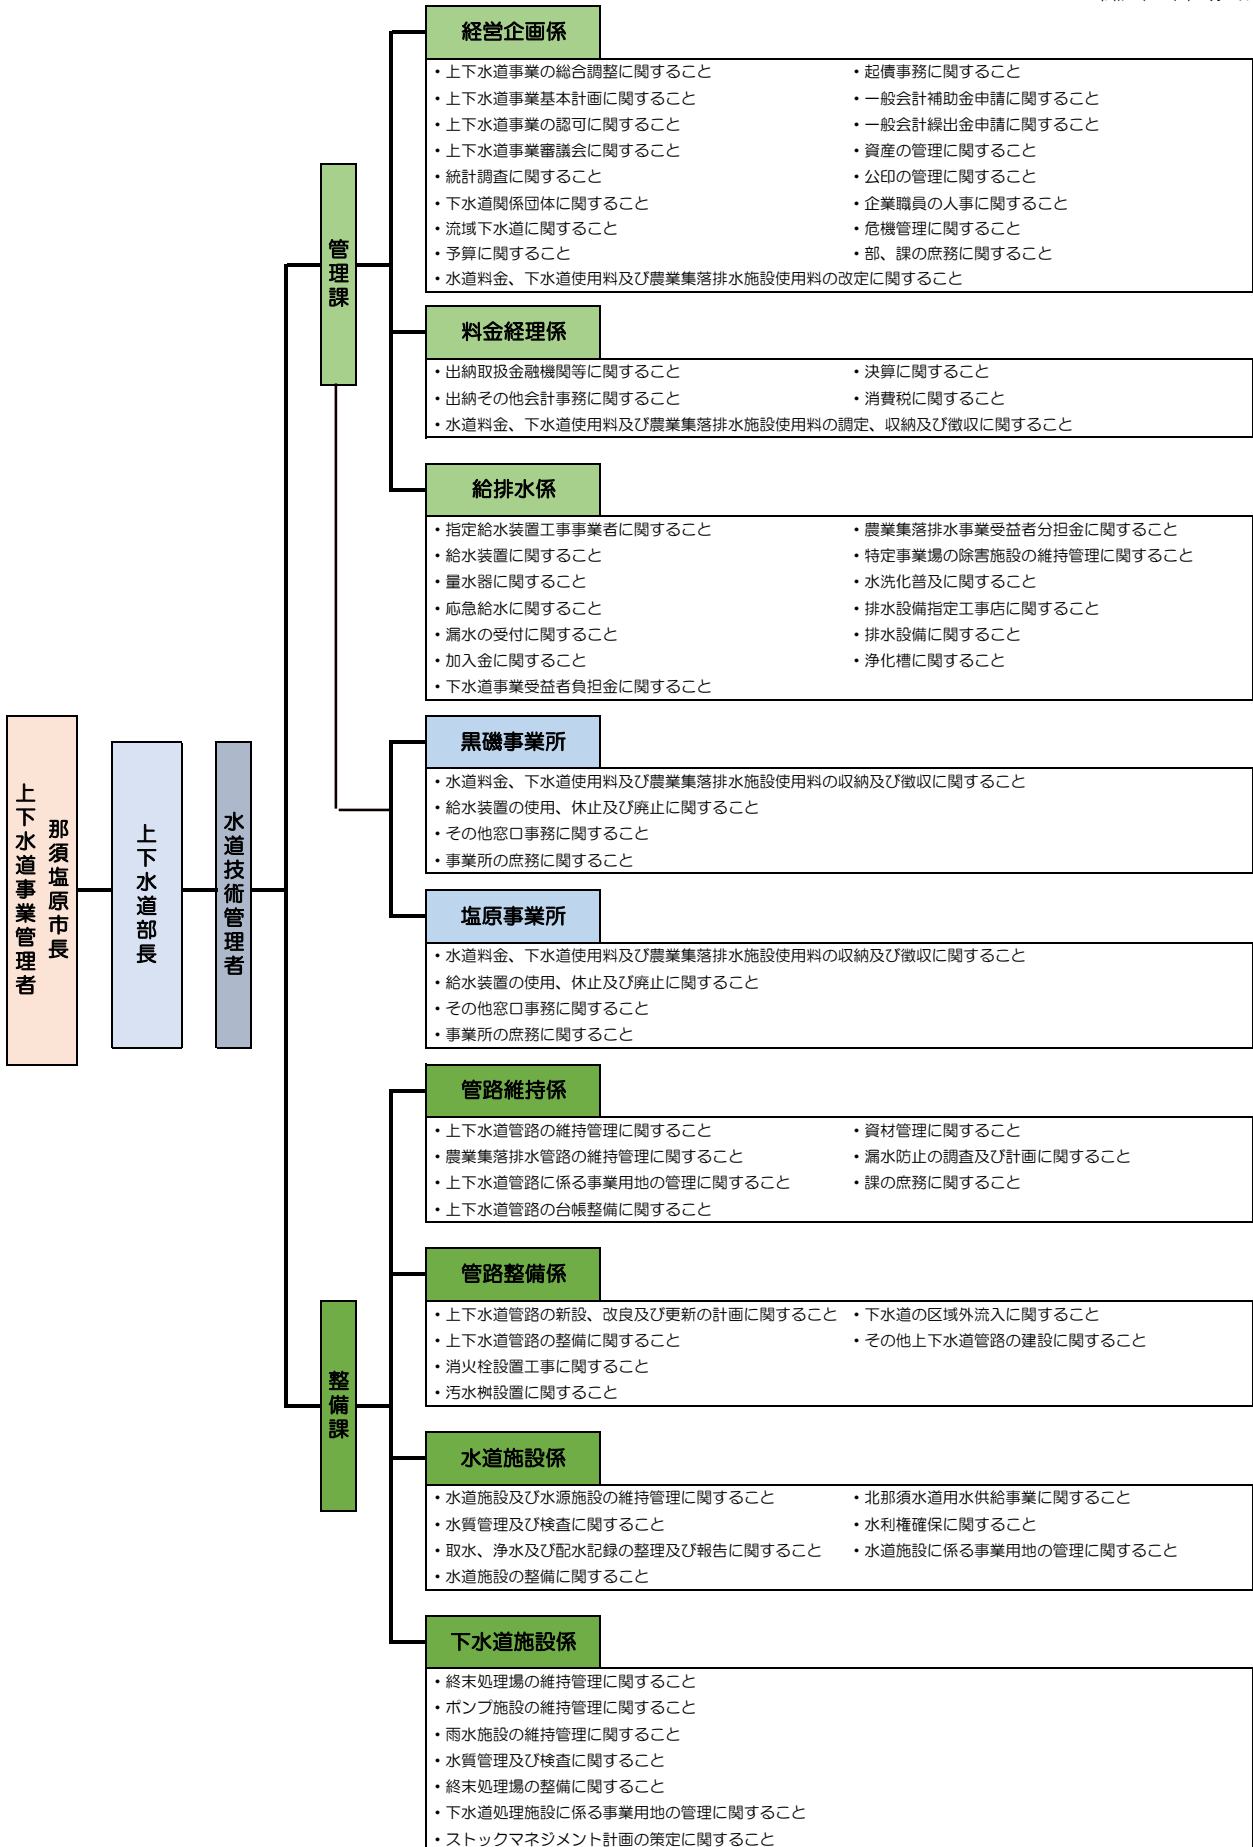 経営企画係
・上下水道事業の総合調整に関すること
・起債事務に関すること
・上下水道事業基本計画に関すること
・一般会計補助金申請に関すること
・上下水道事業の認可に関すること
・一般会計繰出金申請に関すること
・上下水道事業審議会に関すること
・資産の管理に関すること
・統計調査に関すること
・公印の管理に関すること
・下水道関係団体に関すること
・企業職員の人事に関すること
・流域下水道に関すること
・危機管理に関すること
・予算に関すること
・部、課の庶務に関すること
・水道料金、下水道使用料及び農業集落排水施設使用料の改定に関すること
管理課
料金経理係
・出納取扱金融機関等に関すること
・決算に関すること
・出納その他会計事務に関すること
・消費税に関すること
・水道料金、下水道使用料及び農業集落排水施設使用料の調定、収納及び徴収に関すること
給排水係
・指定給水装置工事事業者に関すること
・農業集落排水事業受益者分担金に関すること
・給水装置に関すること
・特定事業場の除害施設の維持管理に関すること
・量水器に関すること
・水洗化普及に関すること
・応急給水に関すること
・排水設備指定工事店に関すること
・漏水の受付に関すること
・排水設備に関すること
・加入金に関すること
・浄化槽に関すること
・下水道事業受益者負担金に関すること
那須塩原市長
上下水道事業管理者
上下水道部長
水道技術管理者
黒磯事業所
・水道料金、下水道使用料及び農業集落排水施設使用料の収納及び徴収に関すること
・給水装置の使用、休止及び廃止に関すること
・その他窓口事務に関すること
・事業所の庶務に関すること
塩原事業所
・水道料金、下水道使用料及び農業集落排水施設使用料の収納及び徴収に関すること
・給水装置の使用、休止及び廃止に関すること
・その他窓口事務に関すること
・事業所の庶務に関すること
管路維持係
・上下水道管路の維持管理に関すること
・資材管理に関すること
・農業集落排水管路の維持管理に関すること
・漏水防止の調査及び計画に関すること
・上下水道管路に係る事業用地の管理に関すること
・課の庶務に関すること
・上下水道管路の台帳整備に関すること
管路整備係
・上下水道管路の新設、改良及び更新の計画に関すること
・下水道の区域外流入に関すること
・上下水道管路の整備に関すること
・その他上下水道管路の建設に関すること
・消火栓設置工事に関すること
・汚水桝設置に関すること
整備課
水道施設係
・水道施設及び水源施設の維持管理に関すること
・北那須水道用水供給事業に関すること
・水質管理及び検査に関すること
・水利権確保に関すること
・取水、浄水及び配水記録の整理及び報告に関すること
・水道施設に係る事業用地の管理に関すること
・水道施設の整備に関すること
下水道施設係
・終末処理場の維持管理に関すること
・ポンプ施設の維持管理に関すること
・雨水施設の維持管理に関すること
・水質管理及び検査に関すること
・終末処理場の整備に関すること
・下水道処理施設に係る事業用地の管理に関すること
・ストックマネジメント計画の策定に関すること